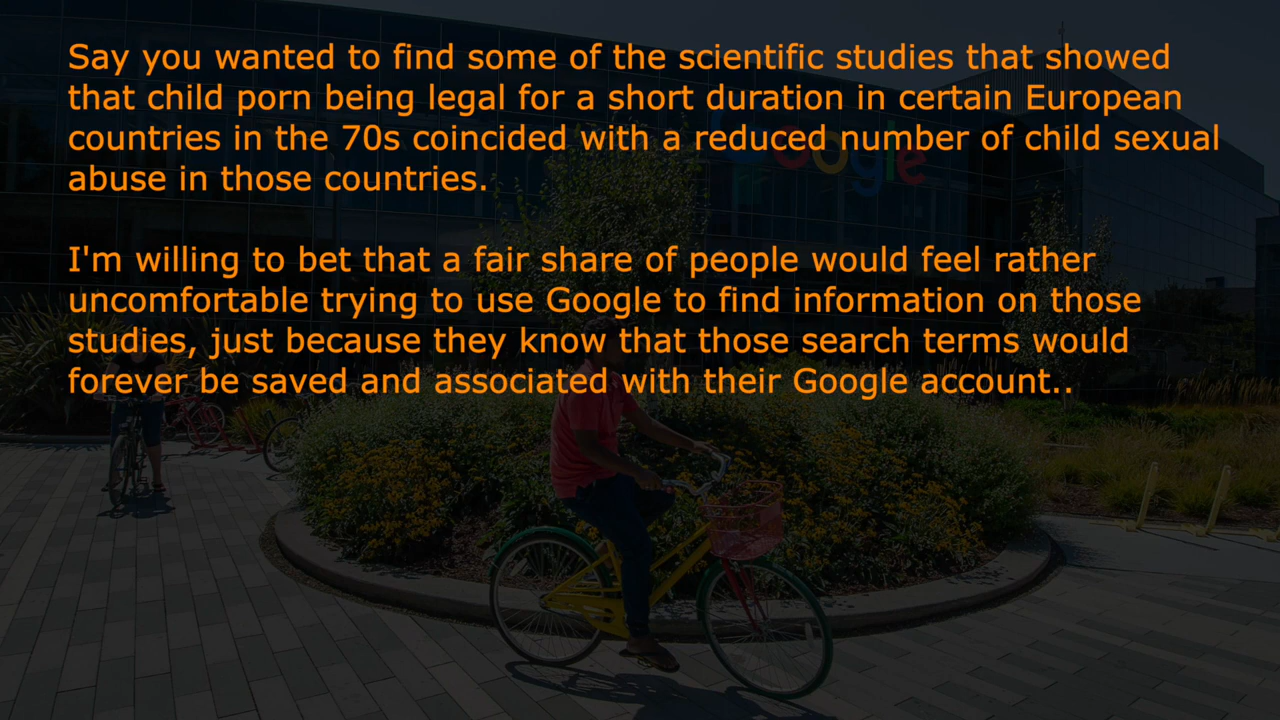 Say you wanted to find some of the scientific studies that showed
that child porn being legal for a short duration in certain European
countries in the 70s coincided with a reduced number of child sexual
abuse in those countries.
I'm willing to bet that a fair share of people would feel rather
uncomfortable trying to use Google to find information on those
studies, just because they know that those search terms would
forever be saved and associated with their Google account..
Google